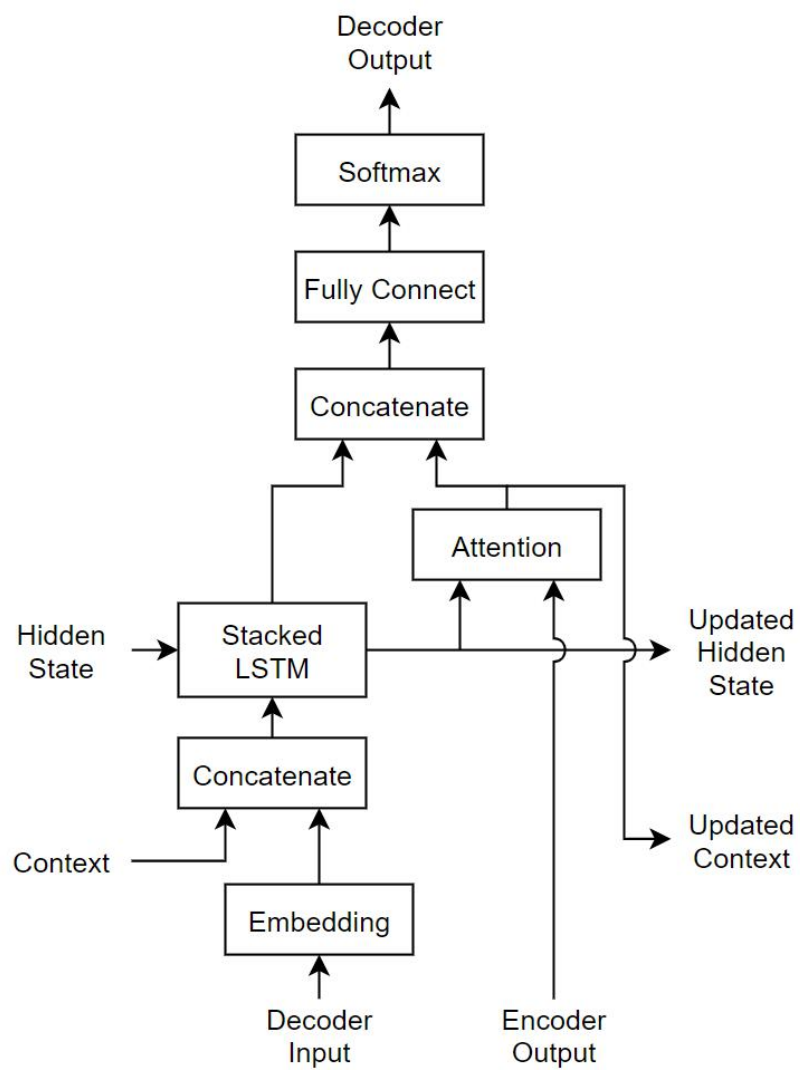 Decoder
Output
Softmax
Fully Connect
Concatenate
Attention
Hidden
State
Stacked
LSTM
Updated
Hidden
State
Concatenate
Context
Updated
Context
Embedding
Decoder
Input
Encoder
Output